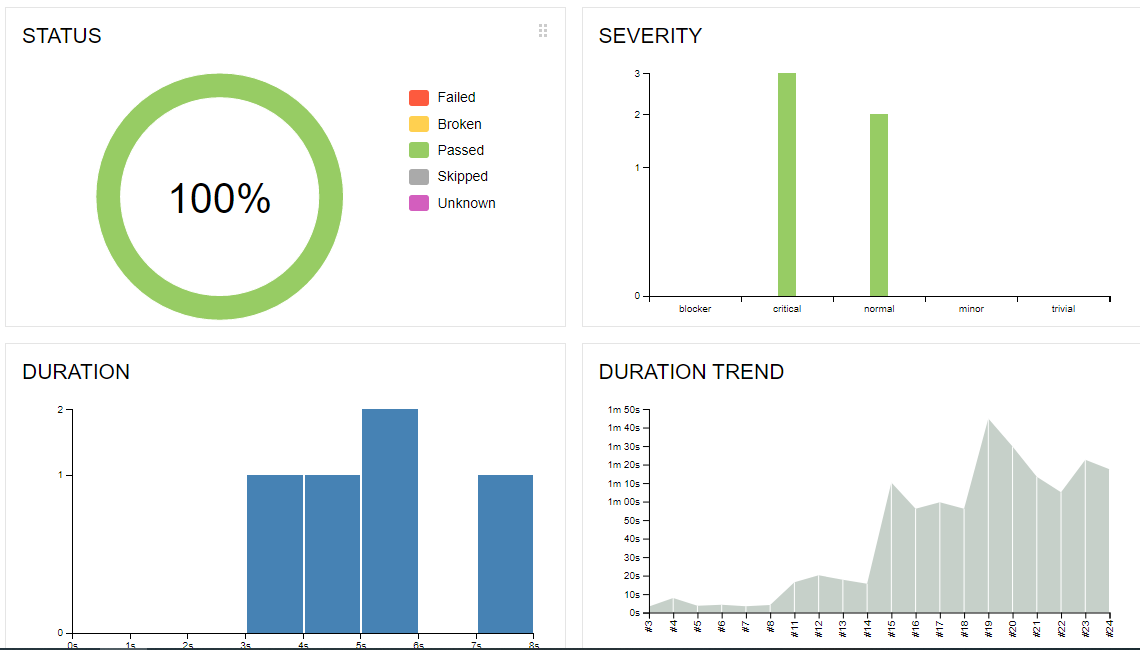 STATUS
100%
Failed
Broken
Passed
Skipped
Unknown
SEVERITY
3
2
1
0
blocker critical normal minor trivial
DURATION
2
1
0
0s 1s 2s 3s 4s 5s 6s 7s 8s
DURATION TREND
1m 50s
1m 40s
1m 30s
1m 20s
1m 10s
1m 00s
50s
40s
30s
20s
10s
0s
#3 #4 #5 #6 #7 #8 #11 #12 #13 #14 #15 #16 #17 #18 #19 #20 #21 #22 #23 #24